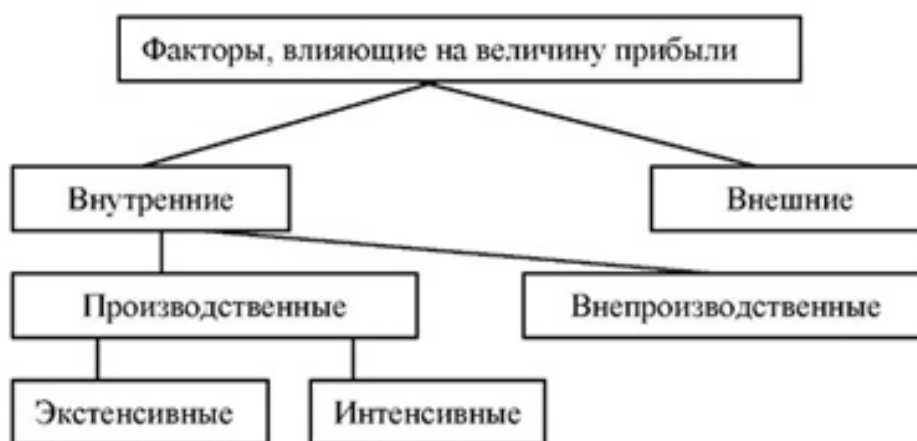 Факторы, влияющие на величину прибыли
Внутренние
Внешние
Производственные
Внепроизводственные
Экстенсивные
Интенсивные